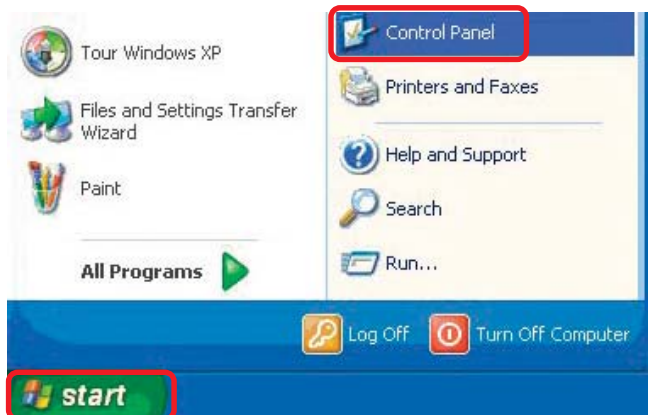 Tour Windows XP
Files and Settings Transfer
Wizard
Paint
All Programs
Control Panel
Printers and Faxes
Help and Support
Search
Run...
Log Off
Turn Off Computer
start